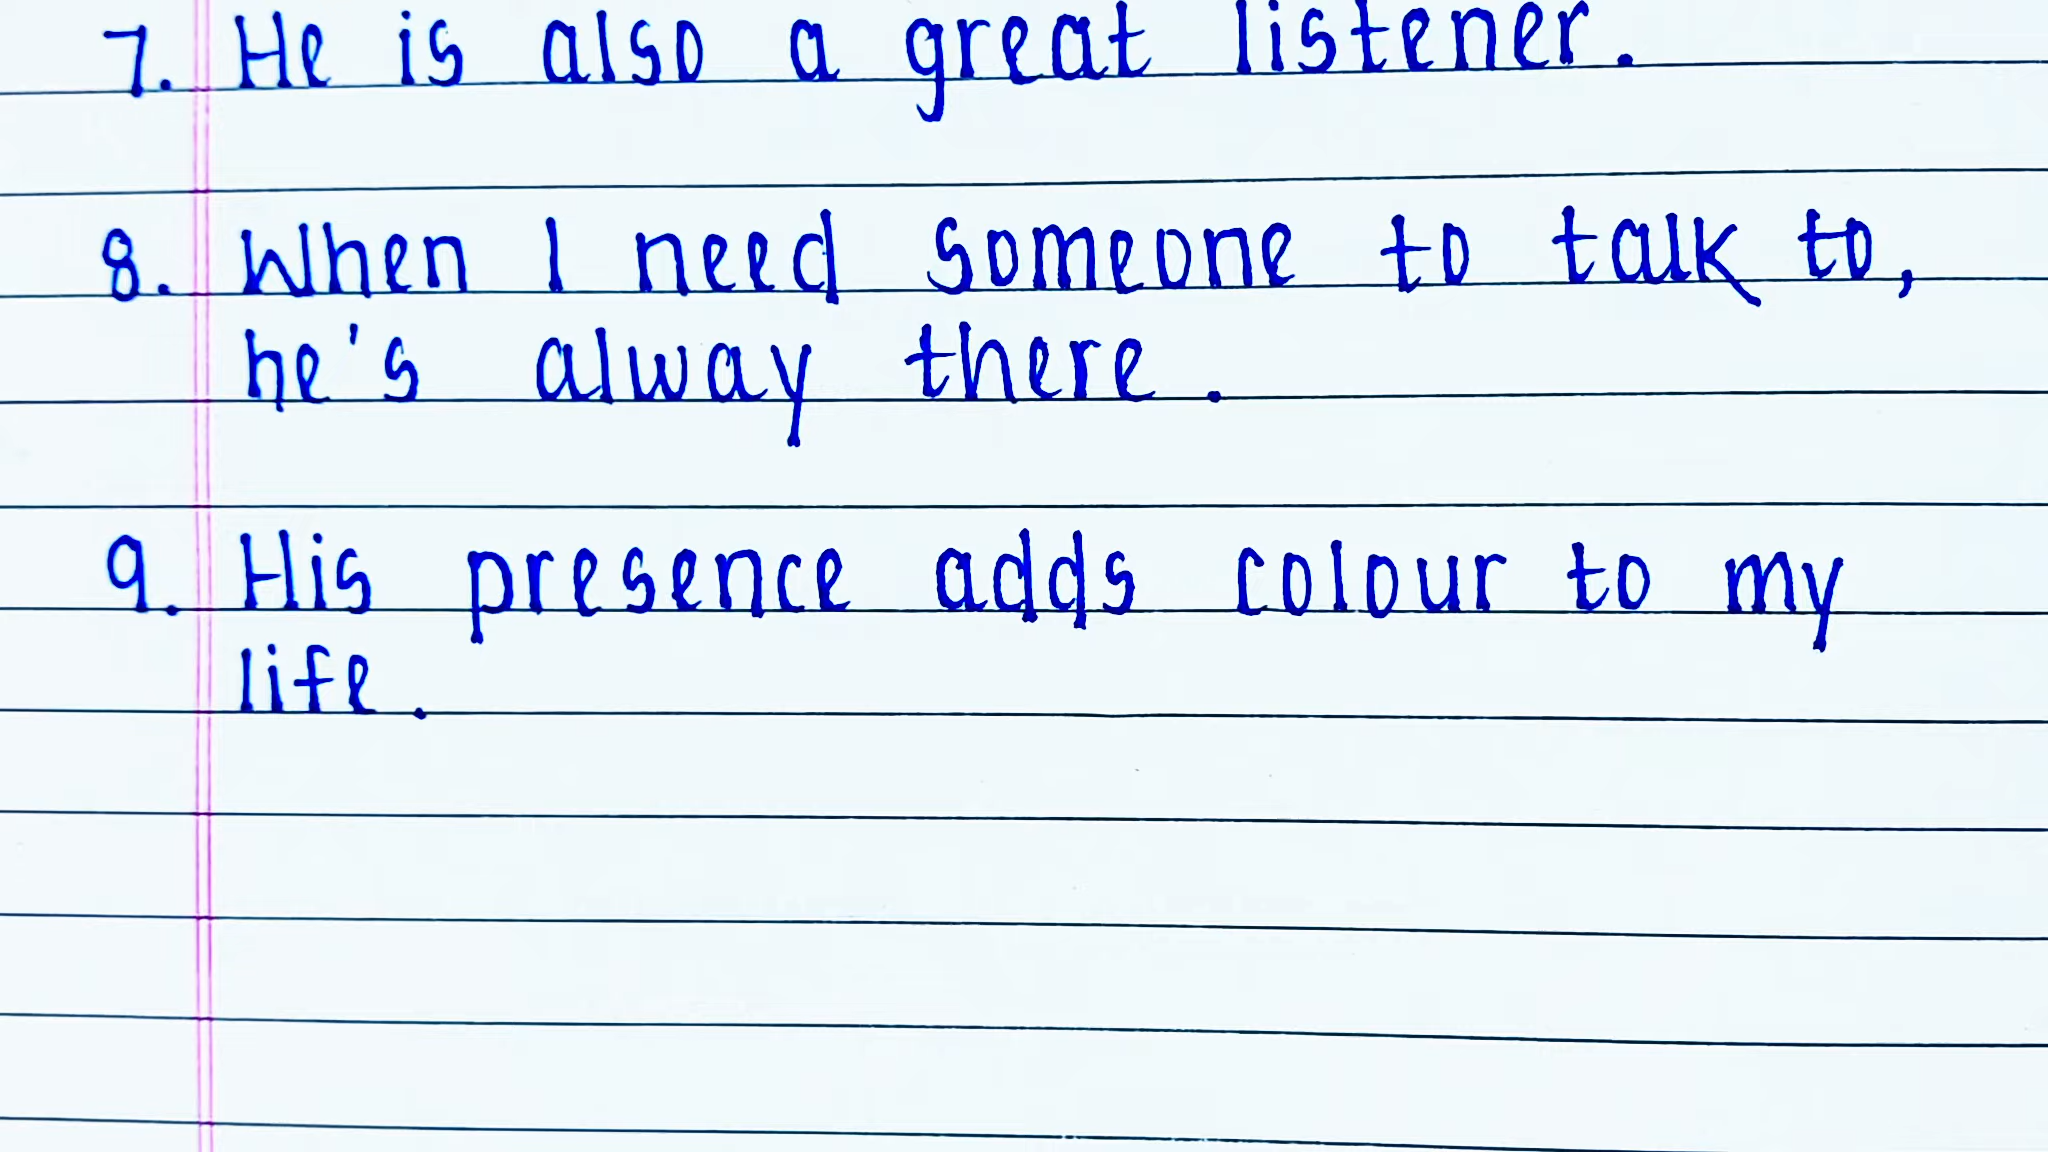 7. He is also a great listener.
8. When I need someone to talk to,
he's alway there.
9. His presence adds colour to my
life.